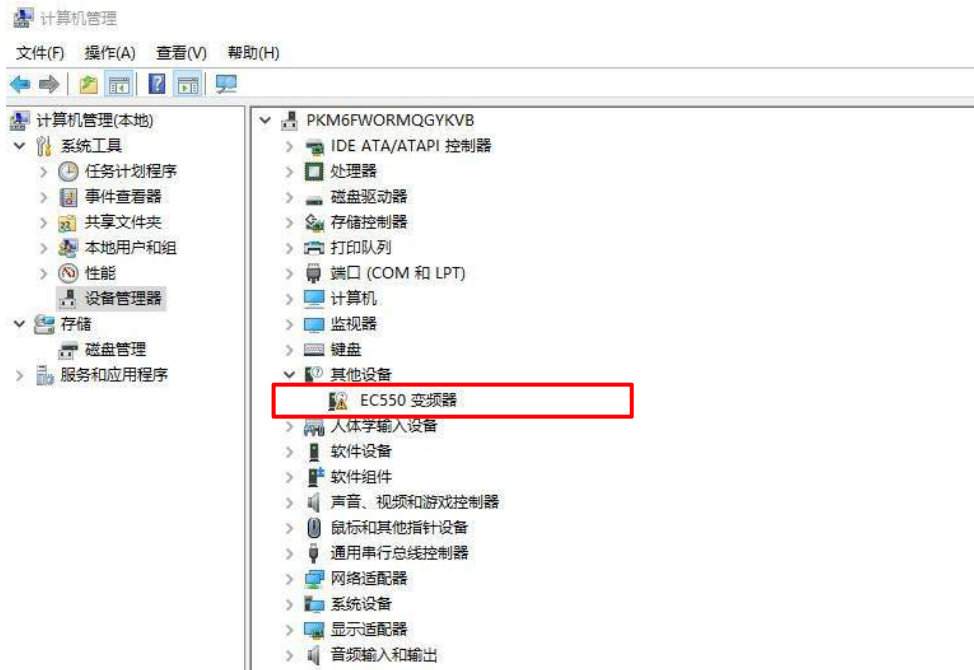 计算机管理
文件(F) 操作(A) 查看(V) 帮助(H)
计算机管理(本地)
系统工具
任务计划程序
事件查看器
共享文件夹
本地用户和组
性能
设备管理器
存储
磁盘管理
服务和应用程序
PKM6FWORMQGYKVB
IDE ATA/ATAPI 控制器
处理器
磁盘驱动器
存储控制器
打印队列
端口 (COM 和 LPT)
计算机
监视器
键盘
其他设备
EC550 变频器
人体学输入设备
软件设备
软件组件
声音、视频和游戏控制器
鼠标和其他指针设备
通用串行总线控制器
网络适配器
系统设备
显示适配器
音频输入和输出